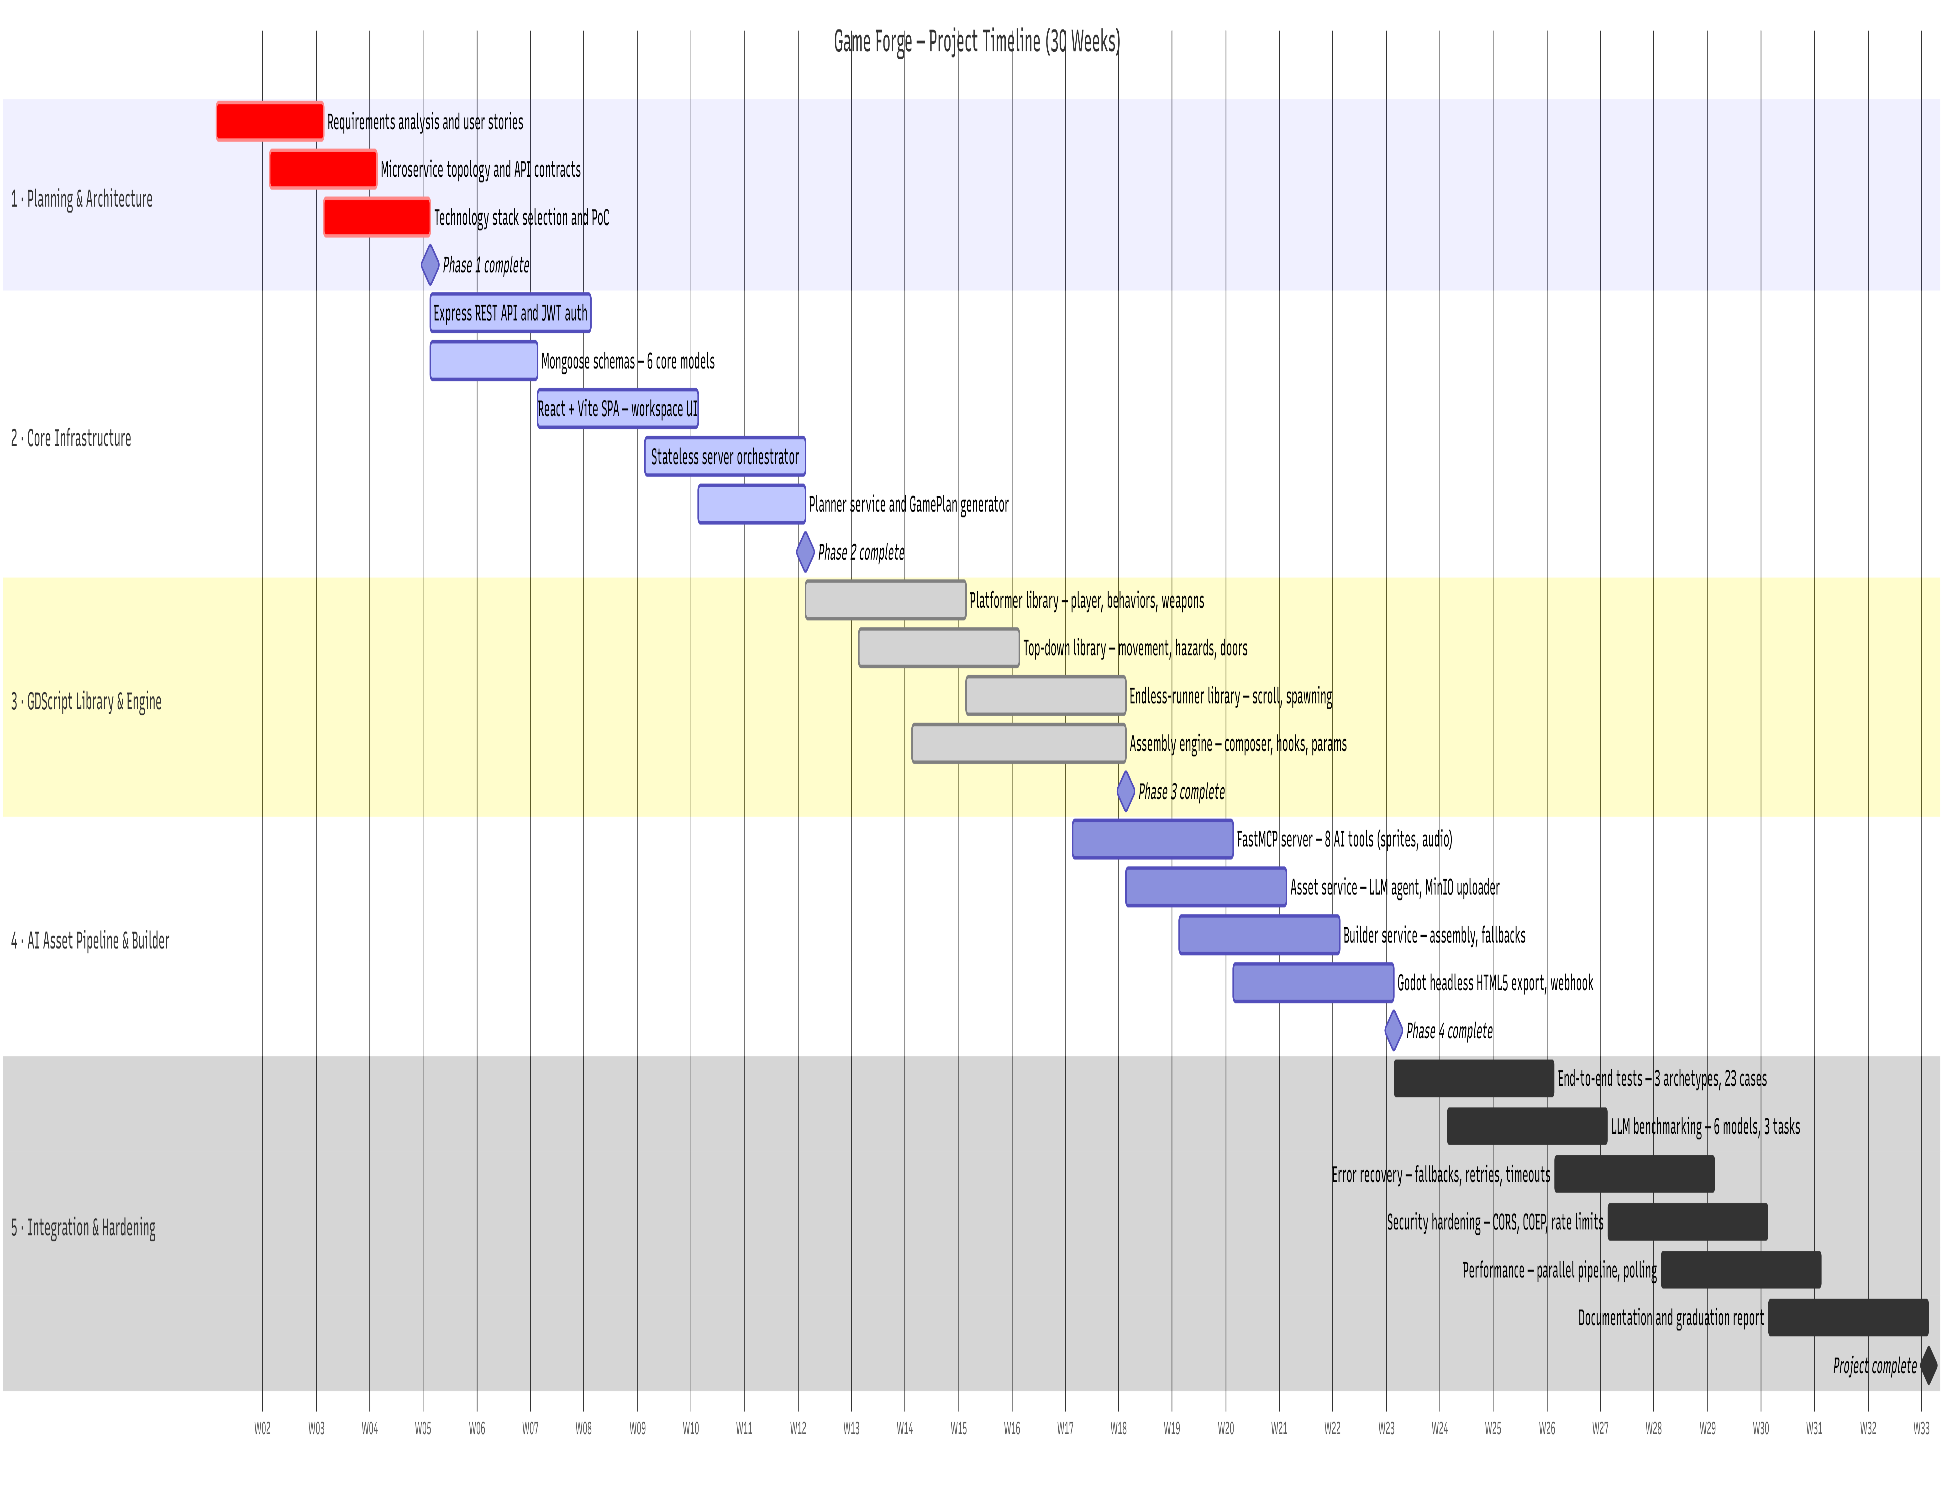 Game Forge – Project Timeline (30 Weeks)
1 · Planning & Architecture
Requirements analysis and user stories
Microservice topology and API contracts
Technology stack selection and PoC
Phase 1 complete
2 · Core Infrastructure
Express REST API and JWT auth
Mongoose schemas – 6 core models
React + Vite SPA – workspace UI
Stateless server orchestrator
Planner service and GamePlan generator
Phase 2 complete
3 · GDScript Library & Engine
Platformer library – player, behaviors, weapons
Top-down library – movement, hazards, doors
Endless-runner library – scroll, spawning
Assembly engine – composer, hooks, params
Phase 3 complete
4 · AI Asset Pipeline & Builder
FastMCP server – 8 AI tools (sprites, audio)
Asset service – LLM agent, MinIO uploader
Builder service – assembly, fallbacks
Godot headless HTML5 export, webhook
Phase 4 complete
5 · Integration & Hardening
End-to-end tests – 3 archetypes, 23 cases
LLM benchmarking – 6 models, 3 tasks
Error recovery – fallbacks, retries, timeouts
Security hardening – CORS, COEP, rate limits
Performance – parallel pipeline, polling
Documentation and graduation report
Project complete
W02 W03 W04 W05 W06 W07 W08 W09 W10 W11 W12 W13 W14 W15 W16 W17 W18 W19 W20 W21 W22 W23 W24 W25 W26 W27 W28 W29 W30 W31 W32 W33